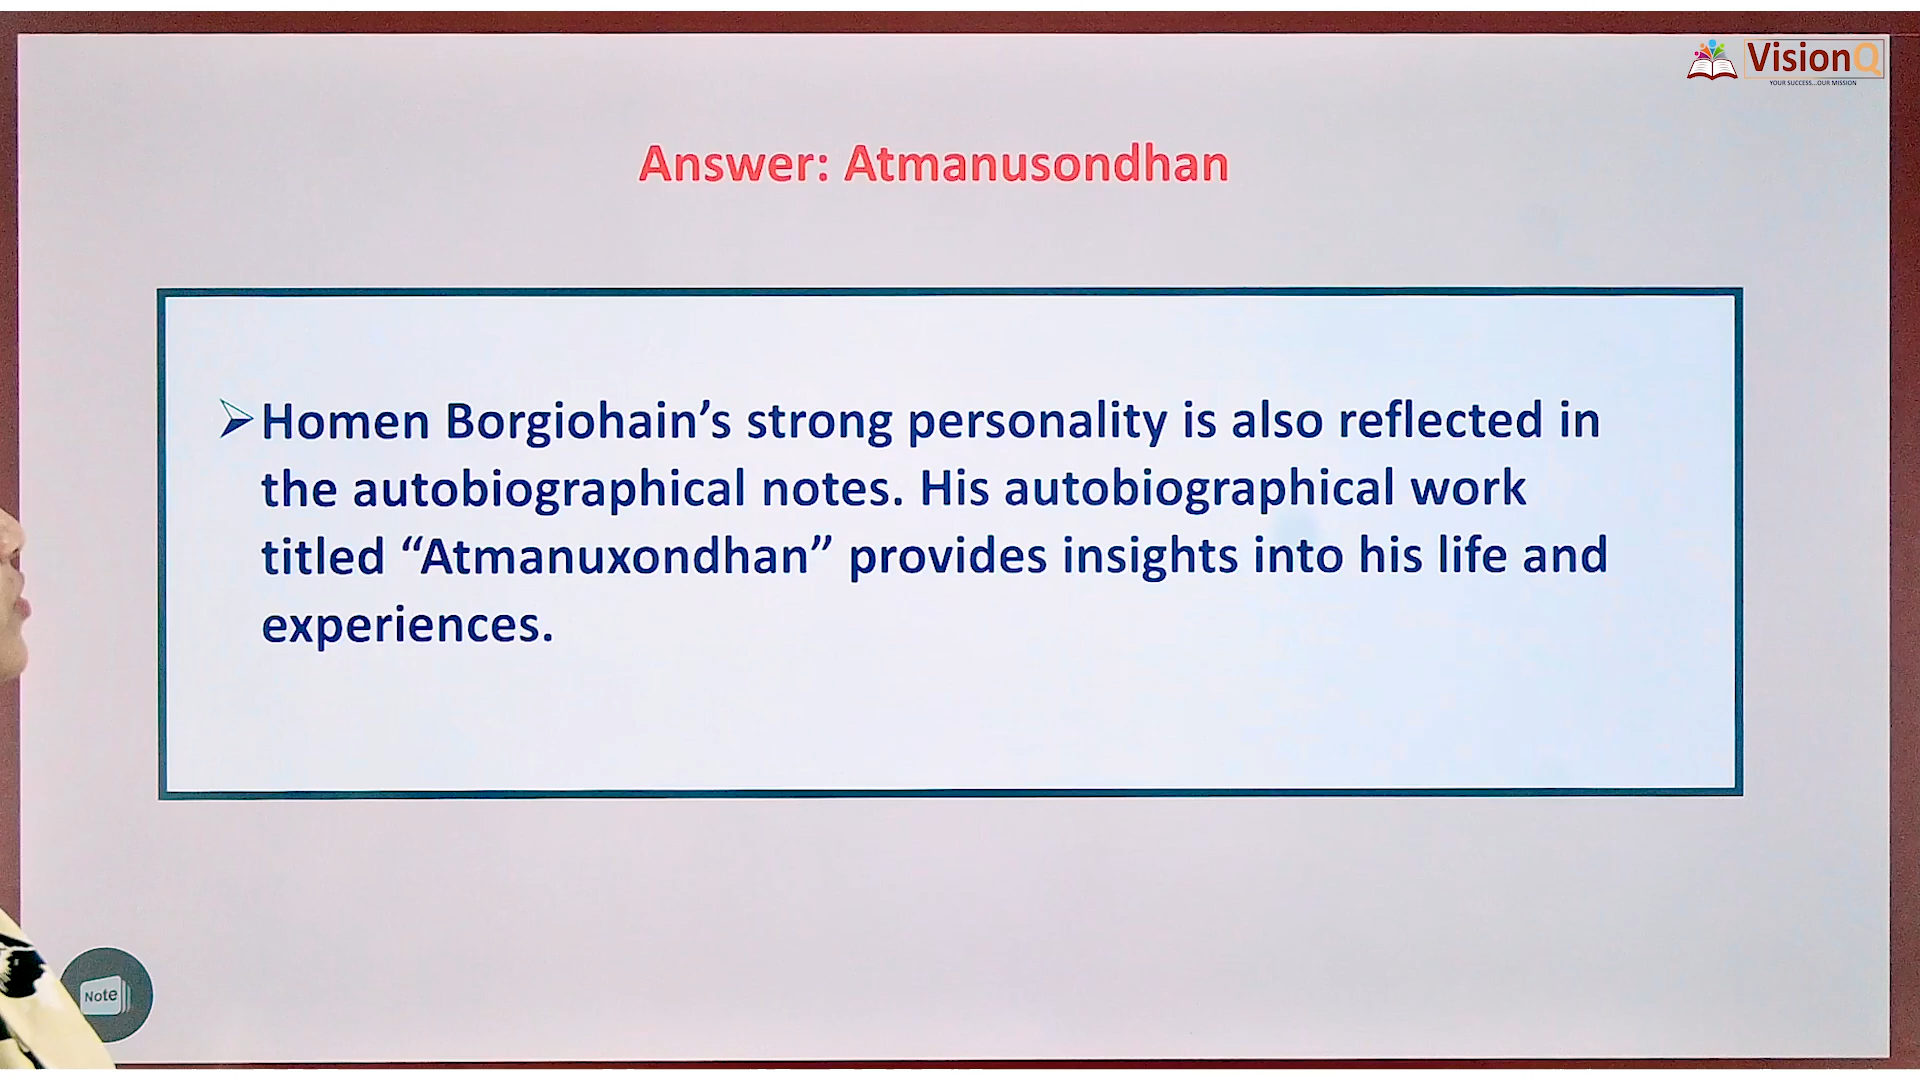 VisionQ
YOUR SUCCESS...OUR MISSION
Answer: Atmanusondhan
➢Homen Borgiohain’s strong personality is also reflected in
the autobiographical notes. His autobiographical work
titled “Atmanuxondhan” provides insights into his life and
experiences.
Note